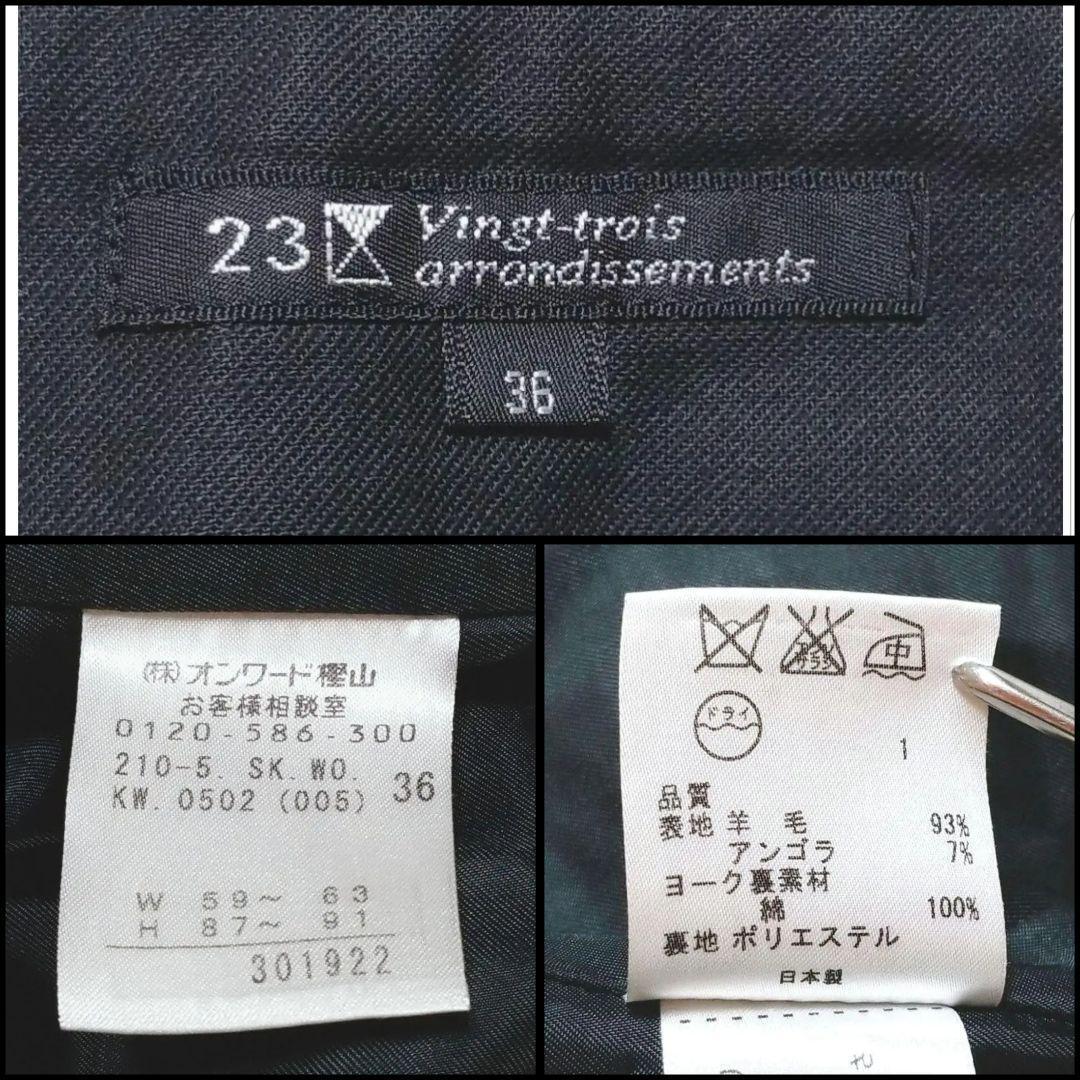 23区 Vingt-trois
arrondissements
36
(株)オンワード樫山
お客様相談室
0120-586-300
210-5. SK. WO.
KW. 0502 (005) 36
W 59〜 63
H 87〜 91
301922
中
ドライ
1
品質
表地 羊毛 93%
アンゴラ 7%
ヨーク裏素材
綿 100%
裏地 ポリエステル
日本製